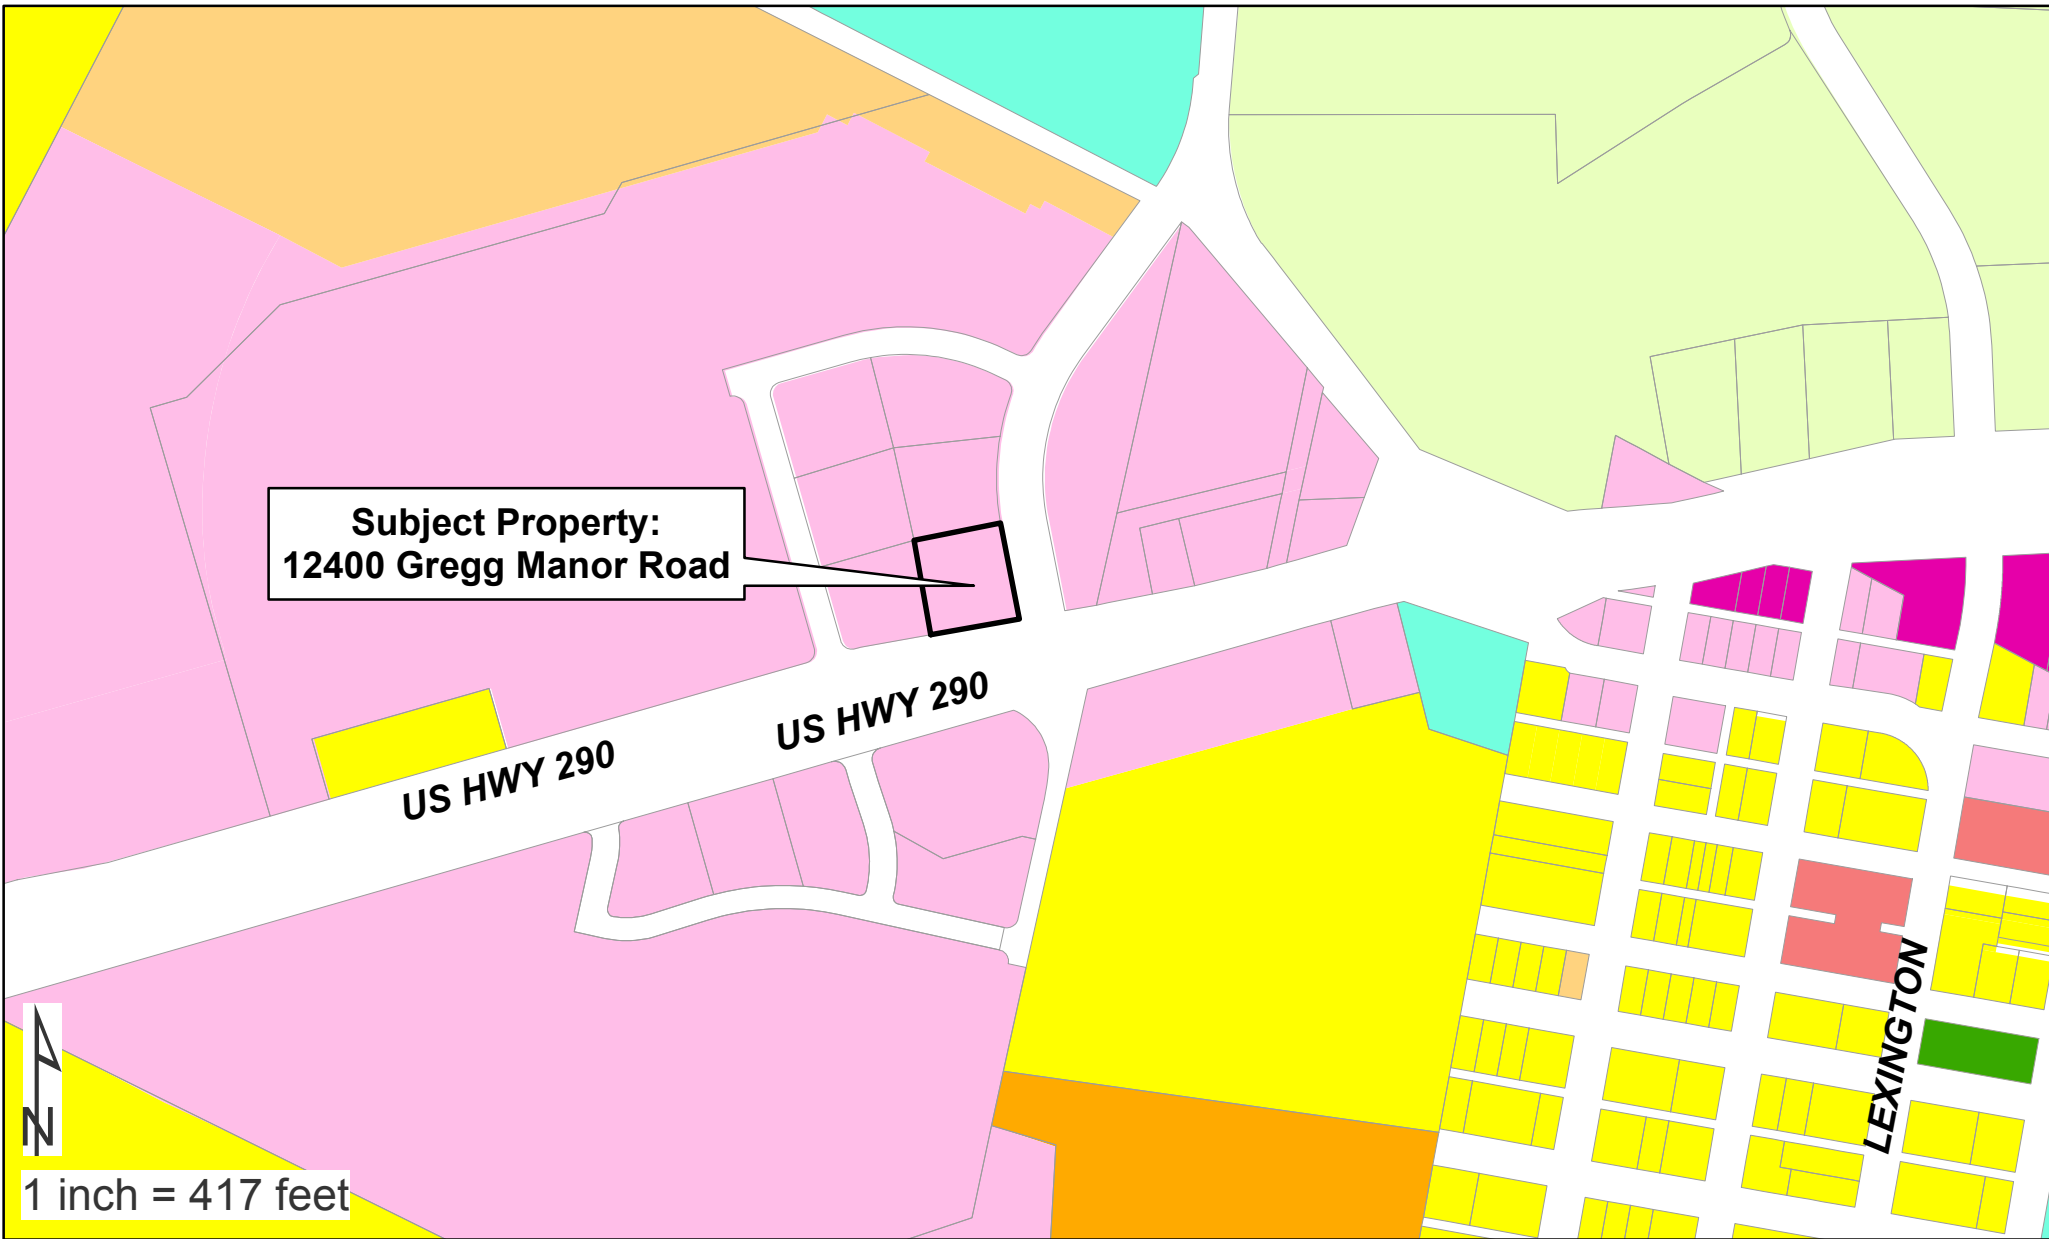 Subject Property:
12400 Gregg Manor Road
US HWY 290
US HWY 290
LEXINGTON
N
1 inch = 417 feet